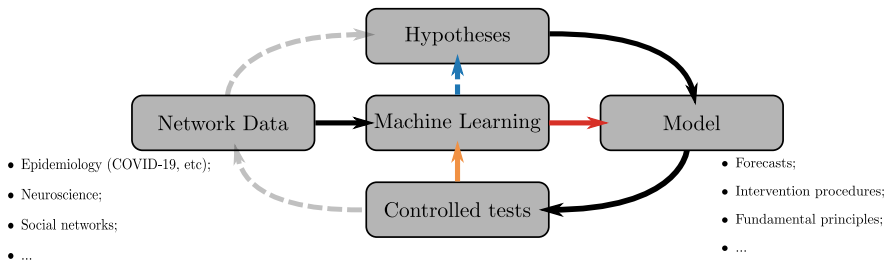 Hypotheses
Network Data
Machine Learning
Model
Controlled tests
• Epidemiology (COVID-19, etc);
• Neuroscience;
• Social networks;
• ...
• Forecasts;
• Intervention procedures;
• Fundamental principles;
• ...